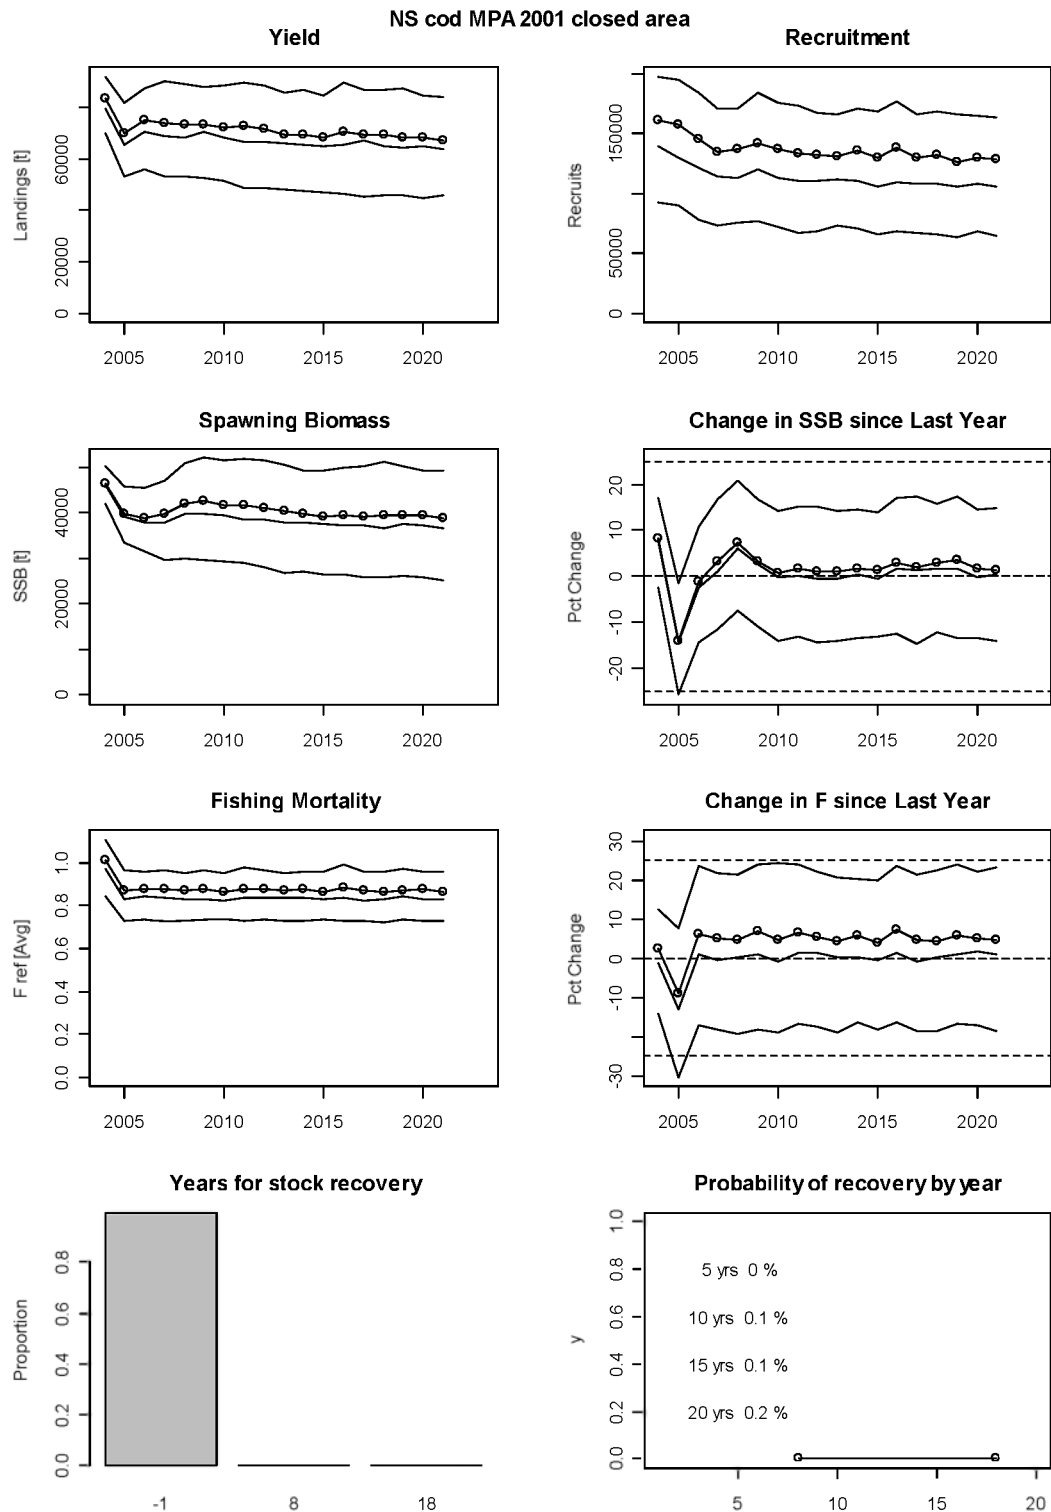 NS cod MPA 2001 closed area
Yield
Landings [t]
0
20000
60000
2005 2010 2015 2020
Recruitment
Recruits
0
50000
150000
2005 2010 2015 2020
Spawning Biomass
SSB [t]
0
20000
40000
2005 2010 2015 2020
Change in SSB since Last Year
Pct Change
-20
-10
0
10
20
2005 2010 2015 2020
Fishing Mortality
F ref [Avg]
0.0
0.2
0.4
0.6
0.8
1.0
2005 2010 2015 2020
Change in F since Last Year
Pct Change
-30
-10
0
10
20
30
2005 2010 2015 2020
Years for stock recovery
Proportion
0.0
0.2
0.4
0.6
0.8
-1 8 18
Probability of recovery by year
y
0.0
0.2
0.4
0.6
0.8
1.0
5 yrs 0 %
10 yrs 0.1 %
15 yrs 0.1 %
20 yrs 0.2 %
5 10 15 20